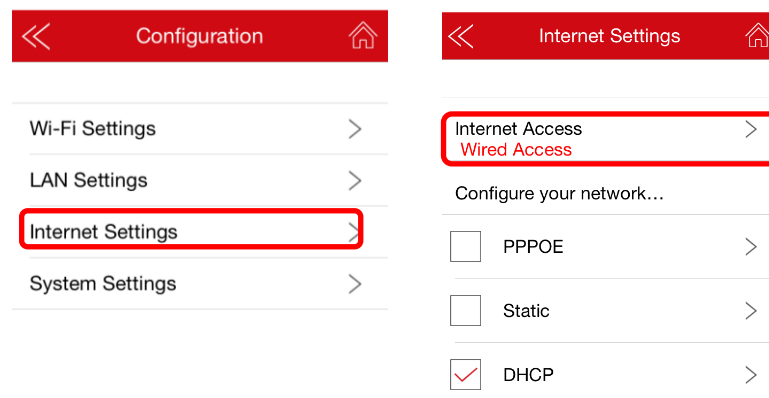 Configuration
Wi-Fi Settings
LAN Settings
Internet Settings
System Settings
Internet Settings
Internet Access
Wired Access
Configure your network...
PPPOE
Static
DHCP